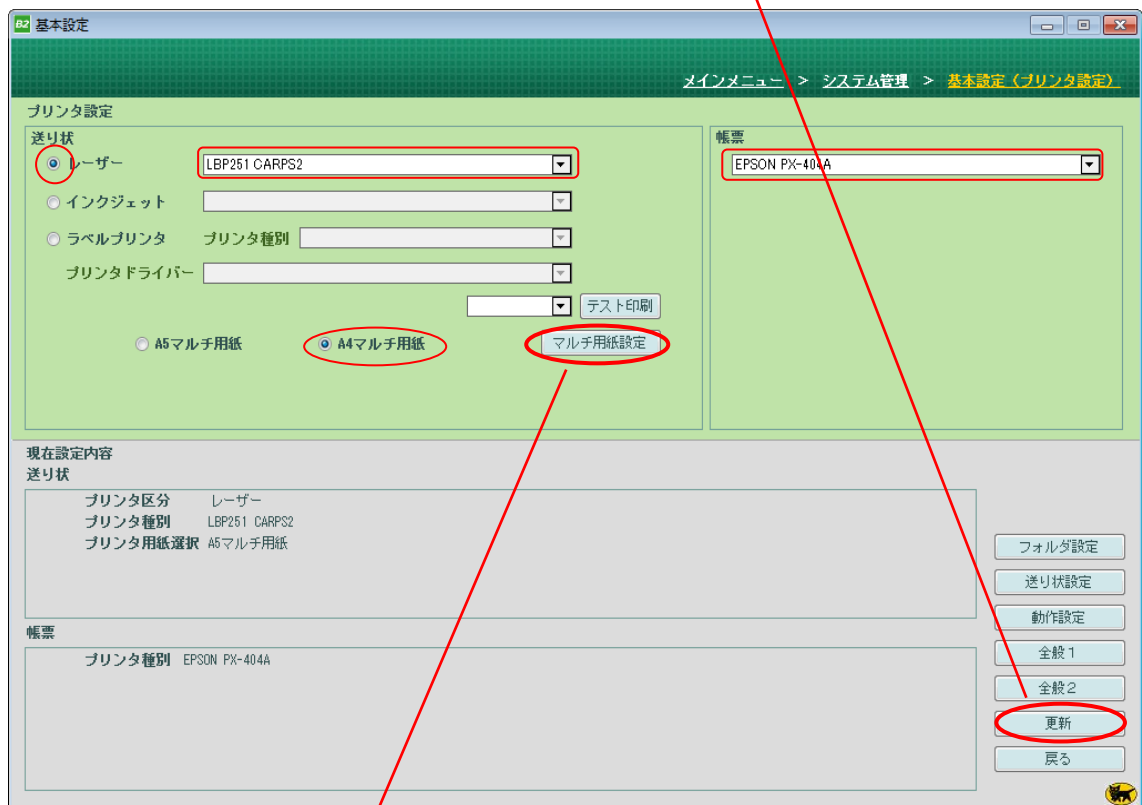 B2 基本設定
メインメニュー > システム管理 > 基本設定（プリンタ設定）
プリンタ設定
送り状
レーザー LBP251 CARPS2
インクジェット
ラベルプリンタ プリンタ種別
プリンタドライバー
テスト印刷
A5マルチ用紙 A4マルチ用紙 マルチ用紙設定
帳票
EPSON PX-404A
現在設定内容
送り状
プリンタ区分 レーザー
プリンタ種別 LBP251 CARPS2
プリンタ用紙選択 A5マルチ用紙
帳票
プリンタ種別 EPSON PX-404A
フォルダ設定
送り状設定
動作設定
全般１
全般２
更新
戻る